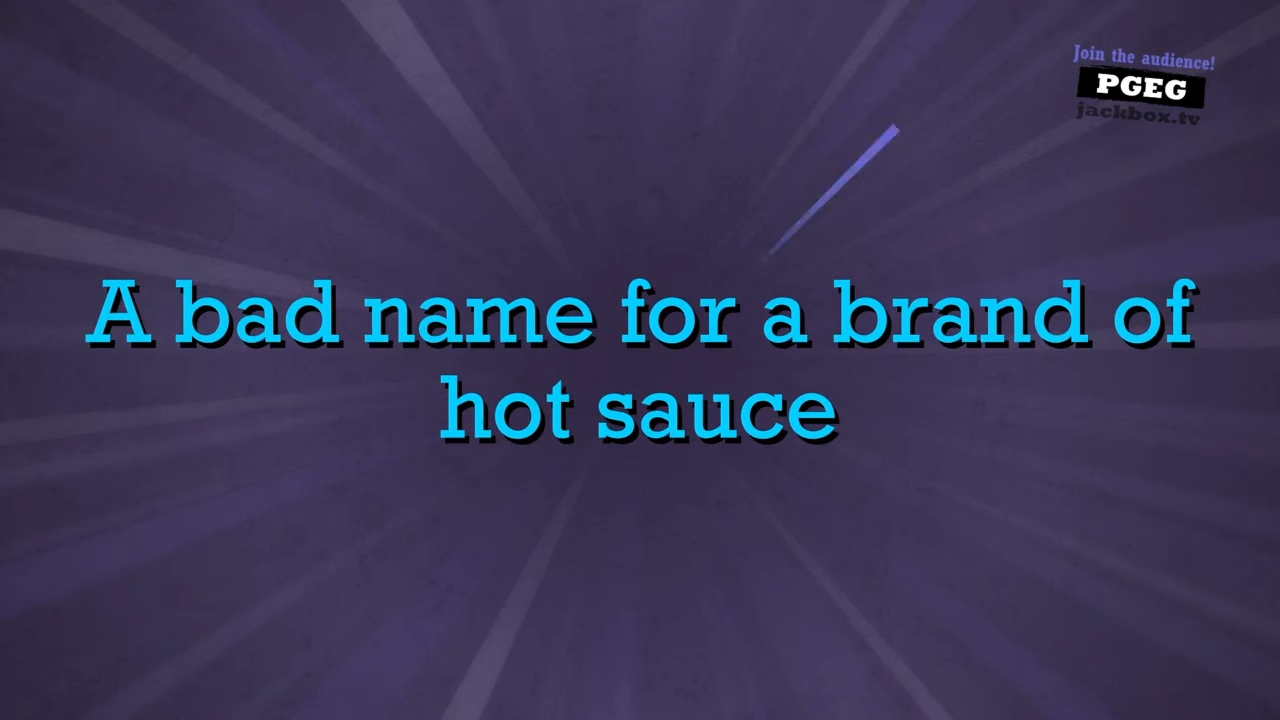 Join the audience!
PGEG
jackbox.tv
A bad name for a brand of
hot sauce